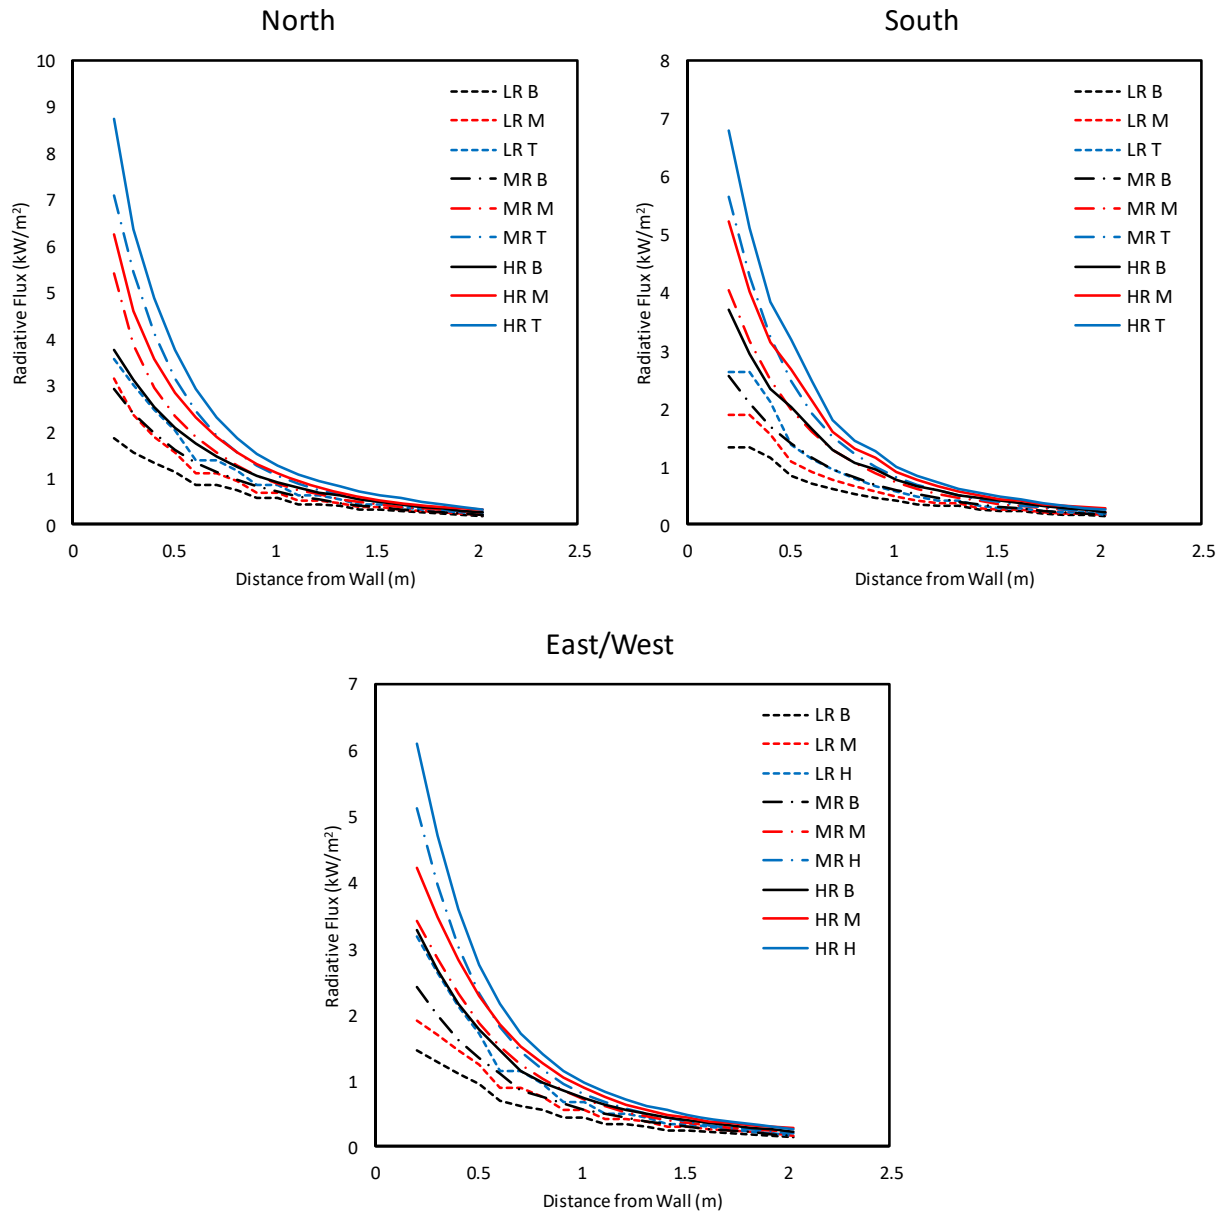 North
10
9
8
7
6
5
4
3
2
1
0
Radiative Flux (kW/m²)
0 0.5 1 1.5 2 2.5
Distance from Wall (m)
LR B
LR M
LR T
MR B
MR M
MR T
HR B
HR M
HR T
South
8
7
6
5
4
3
2
1
0
Radiative Flux (kW/m²)
0 0.5 1 1.5 2 2.5
Distance from Wall (m)
LR B
LR M
LR T
MR B
MR M
MR T
HR B
HR M
HR T
East/West
7
6
5
4
3
2
1
0
Radiative Flux (kW/m²)
0 0.5 1 1.5 2 2.5
Distance from Wall (m)
LR B
LR M
LR H
MR B
MR M
MR H
HR B
HR M
HR H